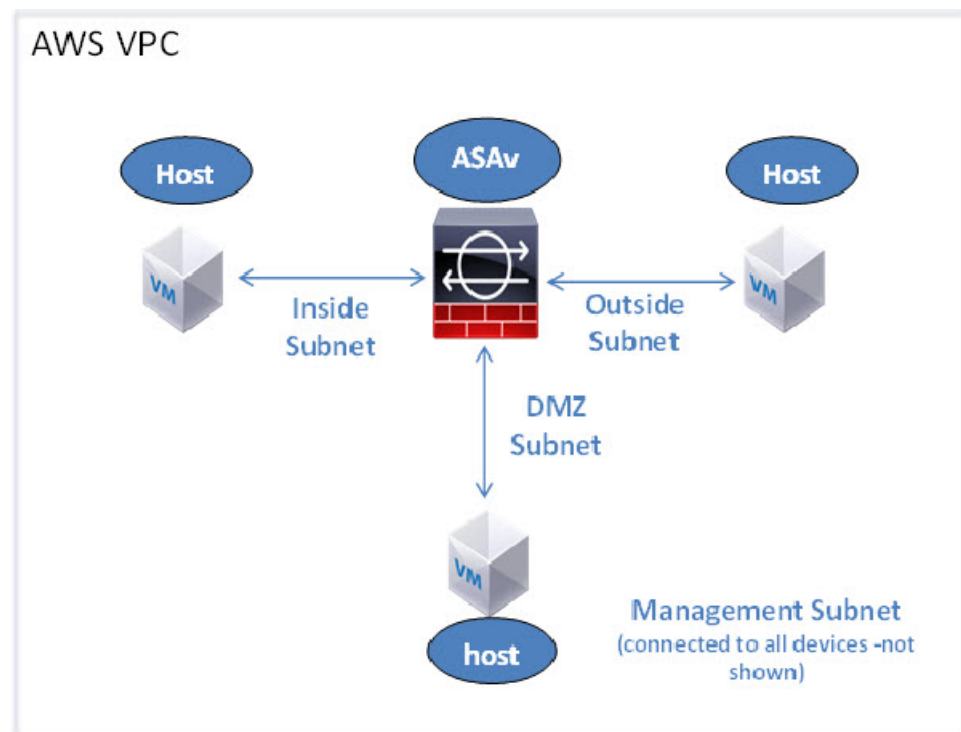 AWS VPC
Host
ASAv
Host
VM
VM
Inside
Subnet
Outside
Subnet
DMZ
Subnet
VM
host
Management Subnet
(connected to all devices -not
shown)